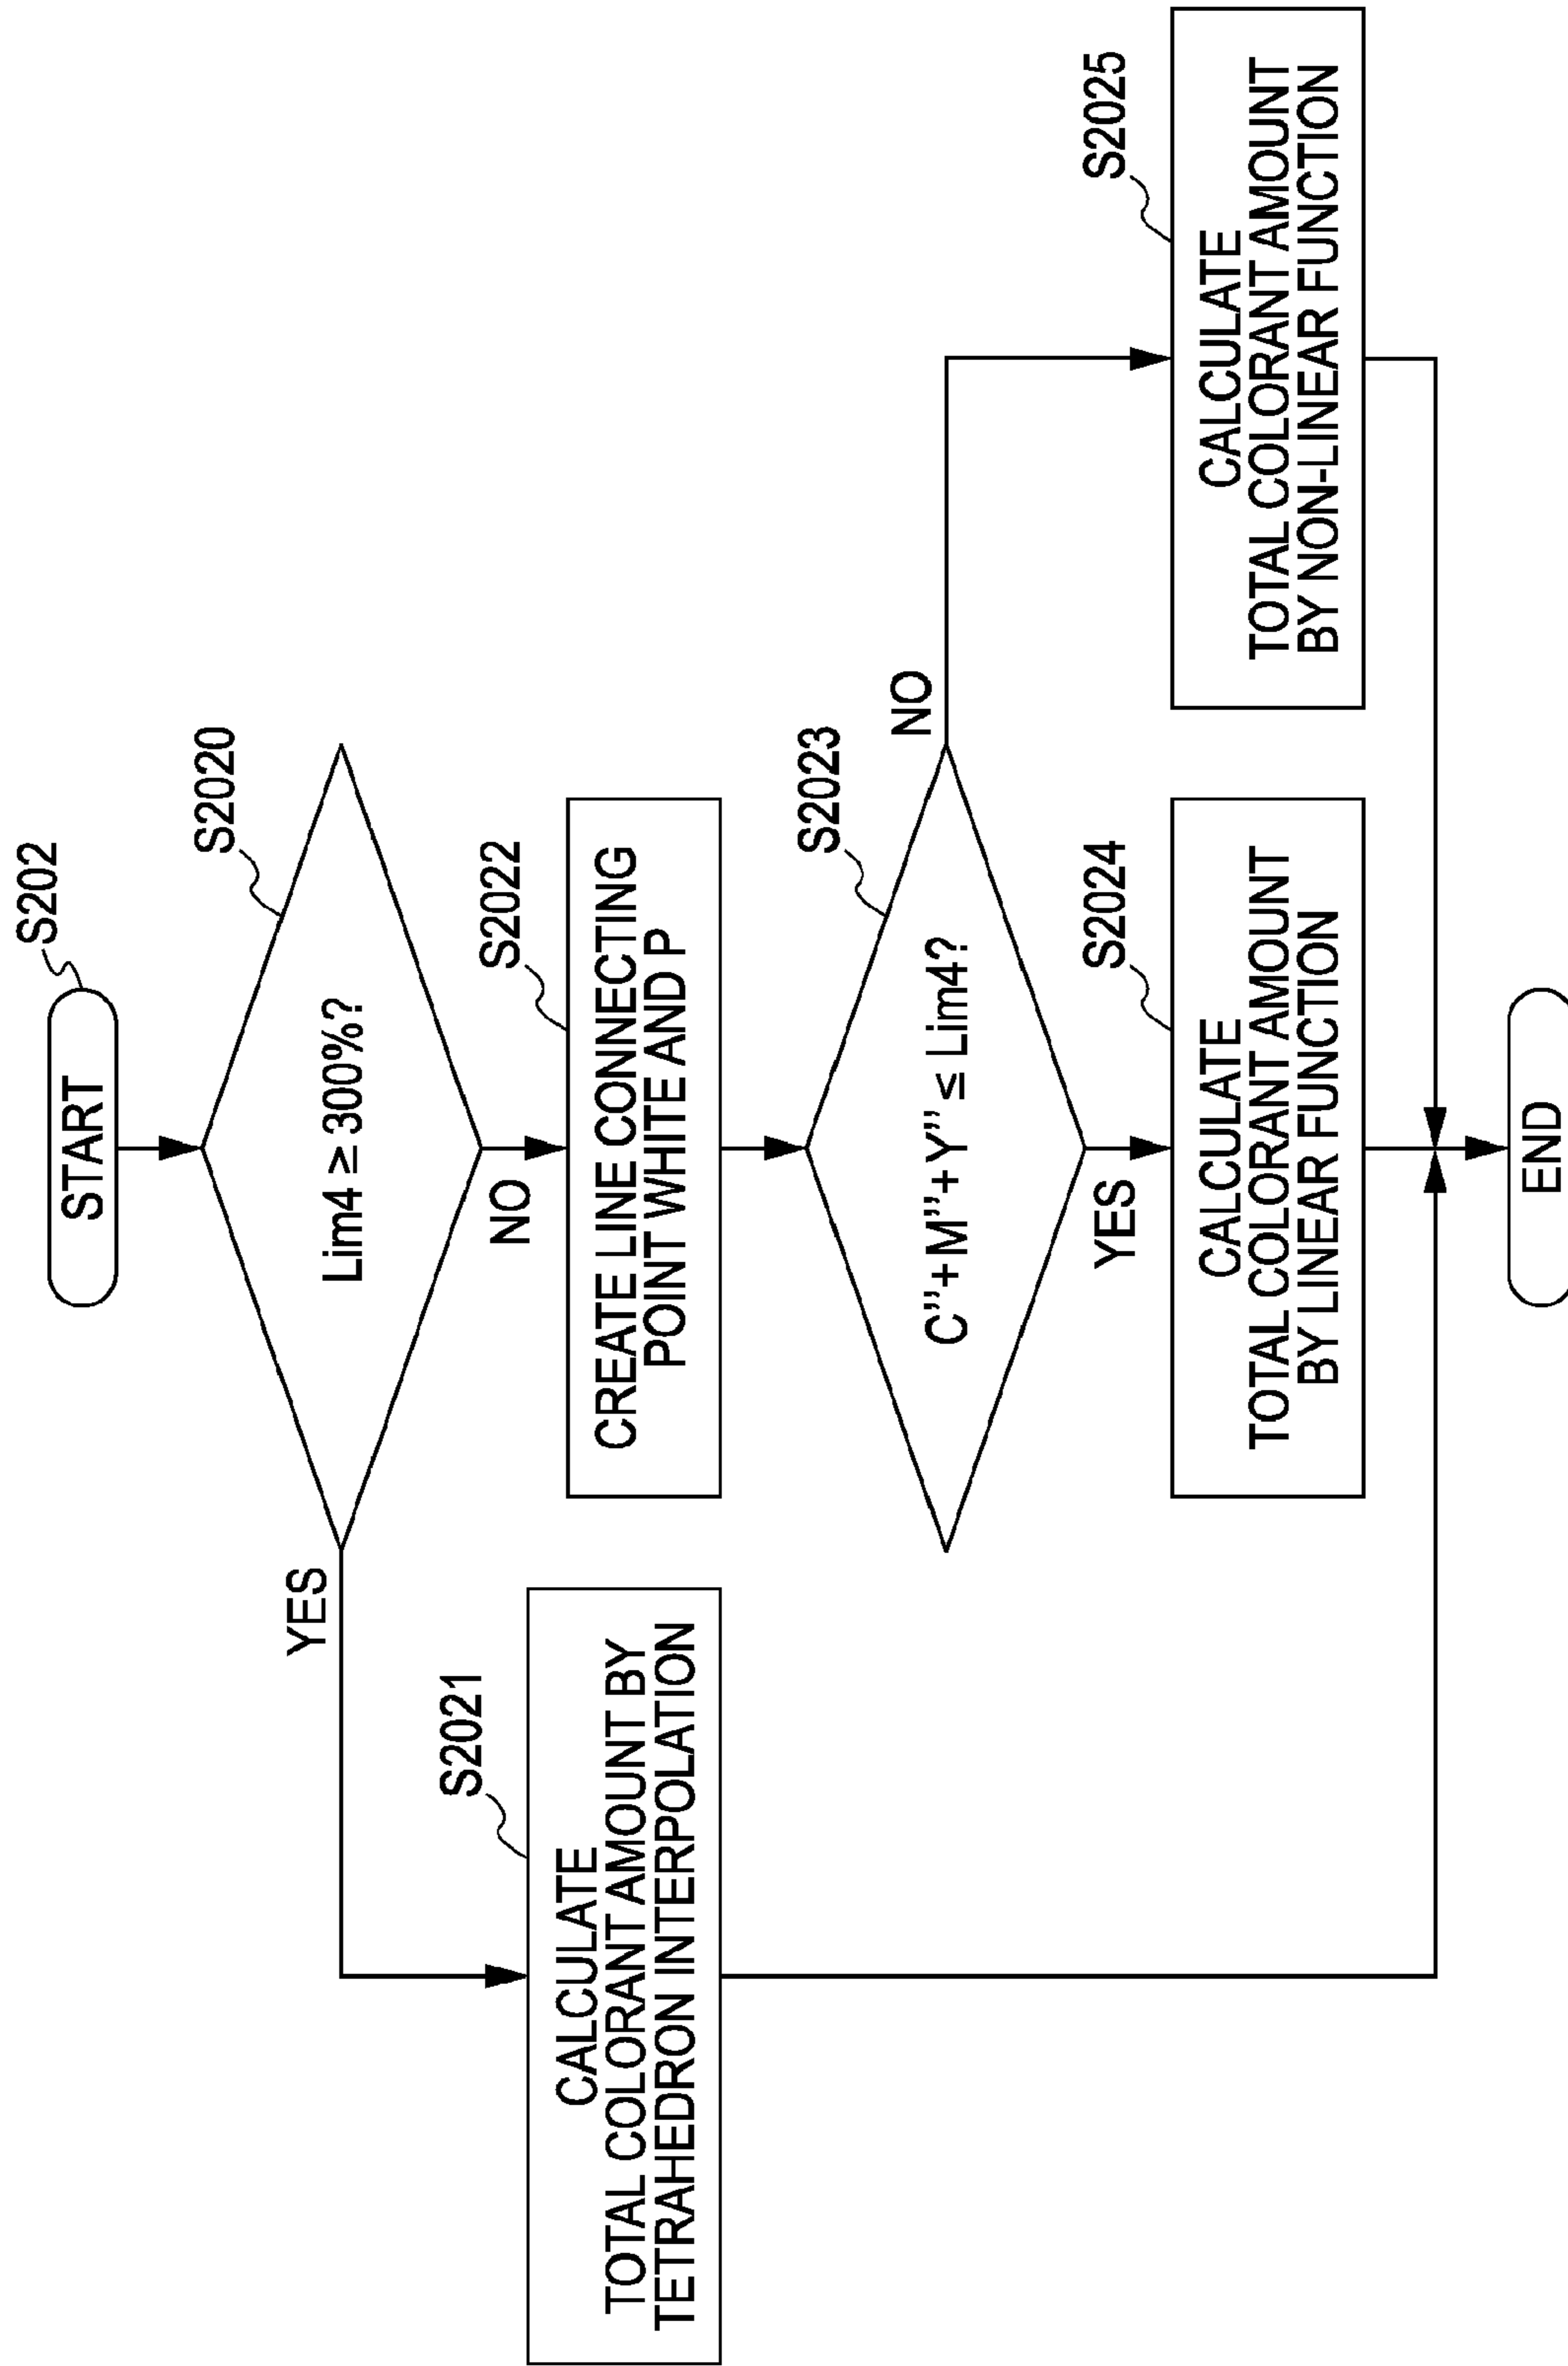 S202
START
S2020
Lim4 ≥ 300%?
YES
NO
S2021
CALCULATE
TOTAL COLORANT AMOUNT BY
TETRAHEDRON INTERPOLATION
S2022
CREATE LINE CONNECTING
POINT WHITE AND P
S2023
C”+ M”+ Y” ≤ Lim4?
NO
YES
S2024
CALCULATE
TOTAL COLORANT AMOUNT
BY LINEAR FUNCTION
S2025
CALCULATE
TOTAL COLORANT AMOUNT
BY NON-LINEAR FUNCTION
END